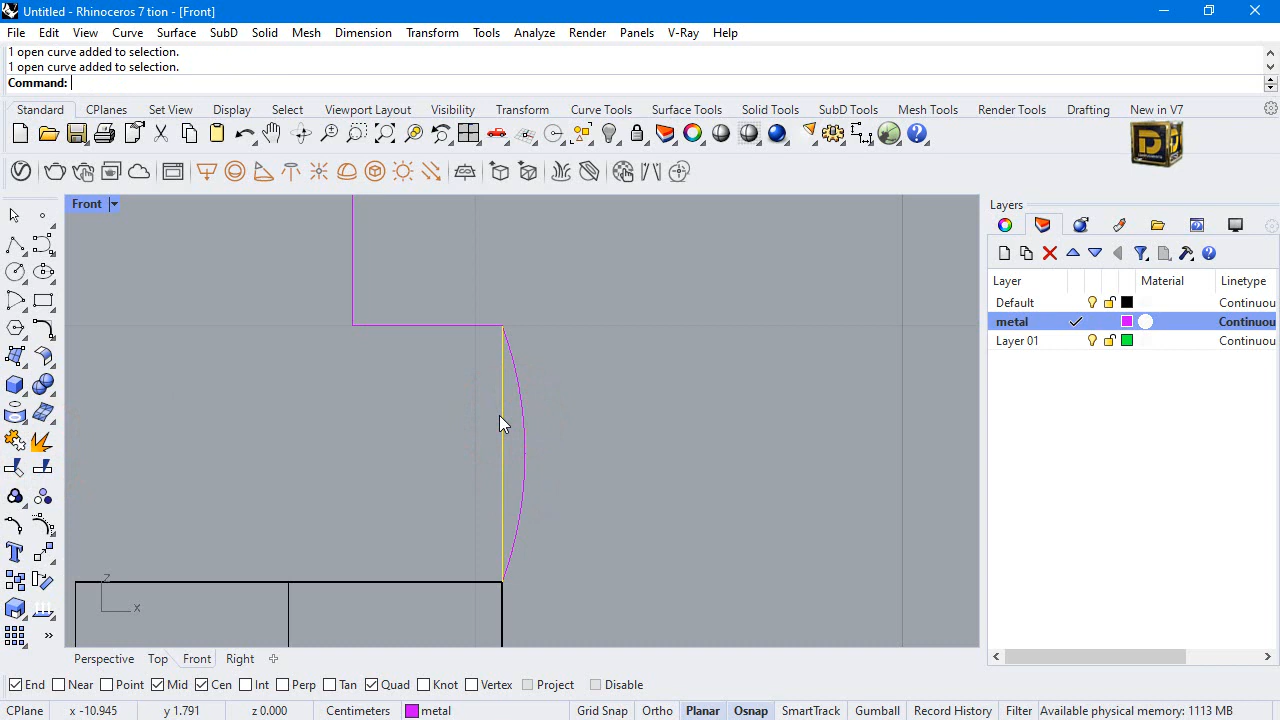 Untitled - Rhinoceros 7 tion - [Front]
File Edit View Curve Surface SubD Solid Mesh Dimension Transform Tools Analyze Render Panels V-Ray Help
1 open curve added to selection.
1 open curve added to selection.
Command:
Standard CPlanes Set View Display Select Viewport Layout Visibility Transform Curve Tools Surface Tools Solid Tools SubD Tools Mesh Tools Render Tools Drafting New in V7
Front
Layers
Layer Material Linetype
Default Continuou
metal Continuou
Layer 01 Continuou
z
x
Perspective Top Front Right
End Near Point Mid Cen Int Perp Tan Quad Knot Vertex Project Disable
CPlane x -10.945 y 1.791 z 0.000 Centimeters metal Grid Snap Ortho Planar Osnap SmartTrack Gumball Record History Filter Available physical memory: 1113 MB